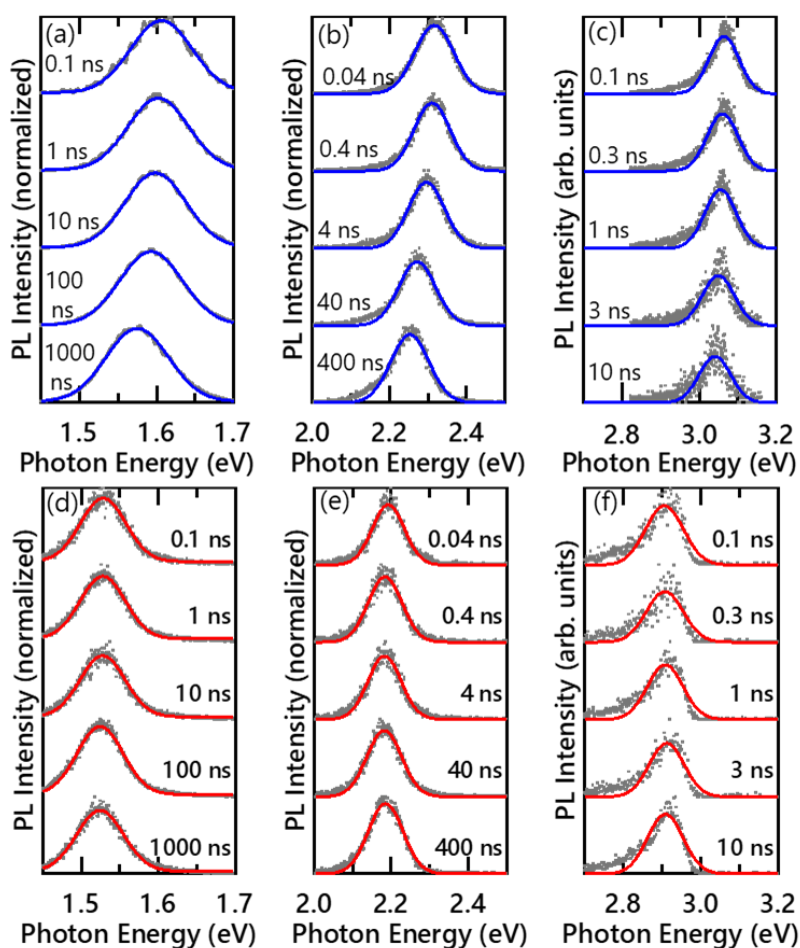 PL Intensity (normalized)
(a)
0.1 ns
1 ns
10 ns
100
ns
1000
ns
1.5 1.6 1.7
Photon Energy (eV)
PL Intensity (normalized)
(b)
0.04 ns
0.4 ns
4 ns
40 ns
400 ns
2.0 2.2 2.4
Photon Energy (eV)
PL Intensity (arb. units)
(c)
0.1 ns
0.3 ns
1 ns
3 ns
10 ns
2.8 3.0 3.2
Photon Energy (eV)
PL Intensity (normalized)
(d)
0.1 ns
1 ns
10 ns
100 ns
1000 ns
1.5 1.6 1.7
Photon Energy (eV)
PL Intensity (normalized)
(e)
0.04 ns
0.4 ns
4 ns
40 ns
400 ns
2.0 2.2 2.4
Photon Energy (eV)
PL Intensity (arb. units)
(f)
0.1 ns
0.3 ns
1 ns
3 ns
10 ns
2.8 3.0 3.2
Photon Energy (eV)